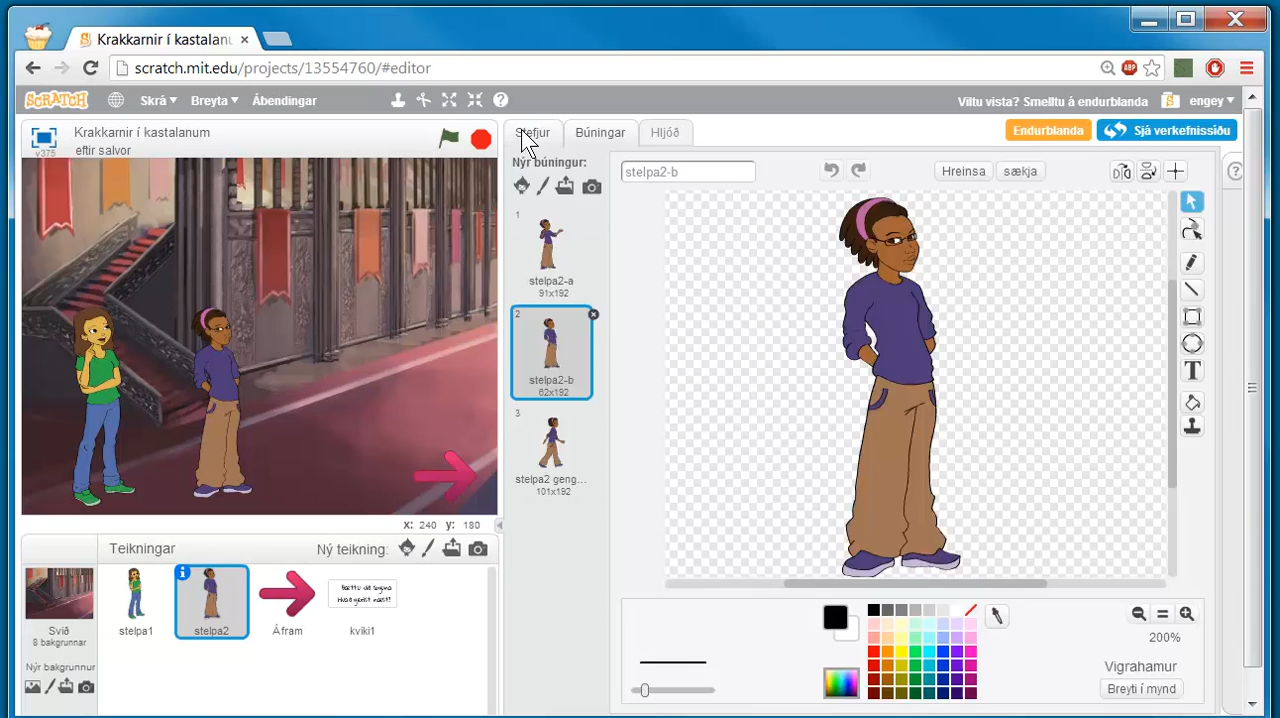 Krakkarnir í kastalanu
scratch.mit.edu/projects/13554760/#editor
ABP
SCRATCH
Skrá
Breyta
Ábendingar
Viltu vista? Smelltu á endurblanda
engey
v375
Krakkarnir í kastalanum
eftir salvor
Búningar
Hljóð
Endurblanda
Sjá verkefnissíðu
Nýr búningur:
stelpa2-b
Hreinsa
sækja
1
stelpa2-a
91x192
2
stelpa2-b
62x192
3
stelpa2 geng...
101x192
x: 240 y: 180
Teikningar
Ný teikning:
Svið
8 bakgrunnar
Nýr bakgrunnur
stelpa1
stelpa2
Áfram
kviki1
200%
Vigrahamur
Breyti í mynd